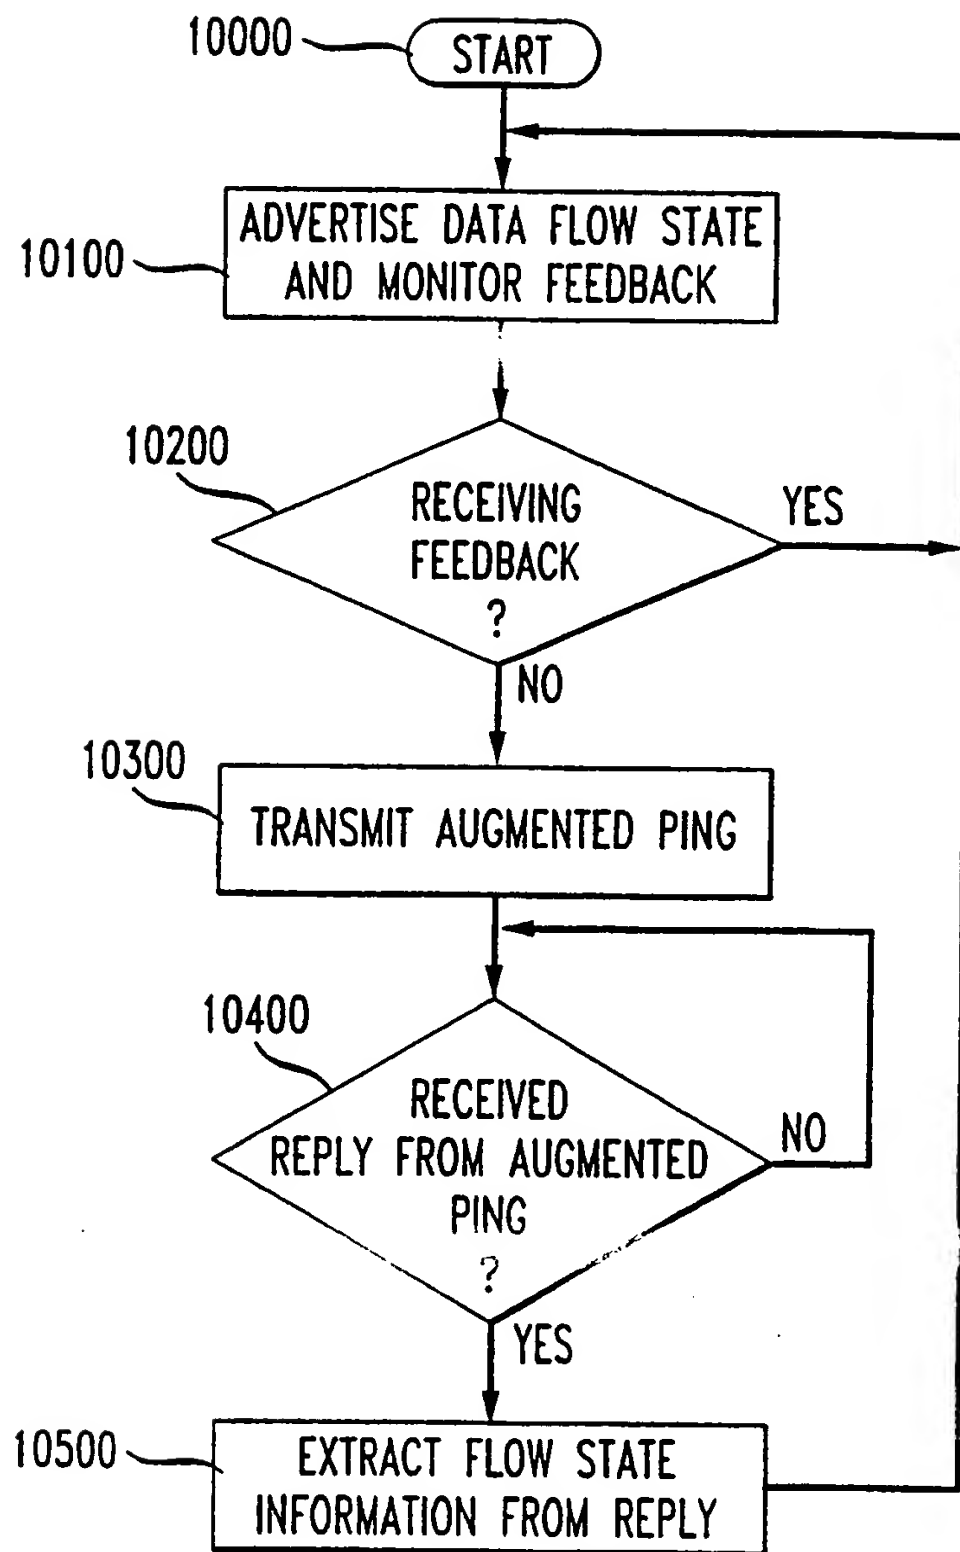 10000
START
10100
ADVERTISE DATA FLOW STATE
AND MONITOR FEEDBACK
10200
RECEIVING
FEEDBACK
?
YES
NO
10300
TRANSMIT AUGMENTED PING
10400
RECEIVED
REPLY FROM AUGMENTED
PING
?
NO
YES
10500
EXTRACT FLOW STATE
INFORMATION FROM REPLY